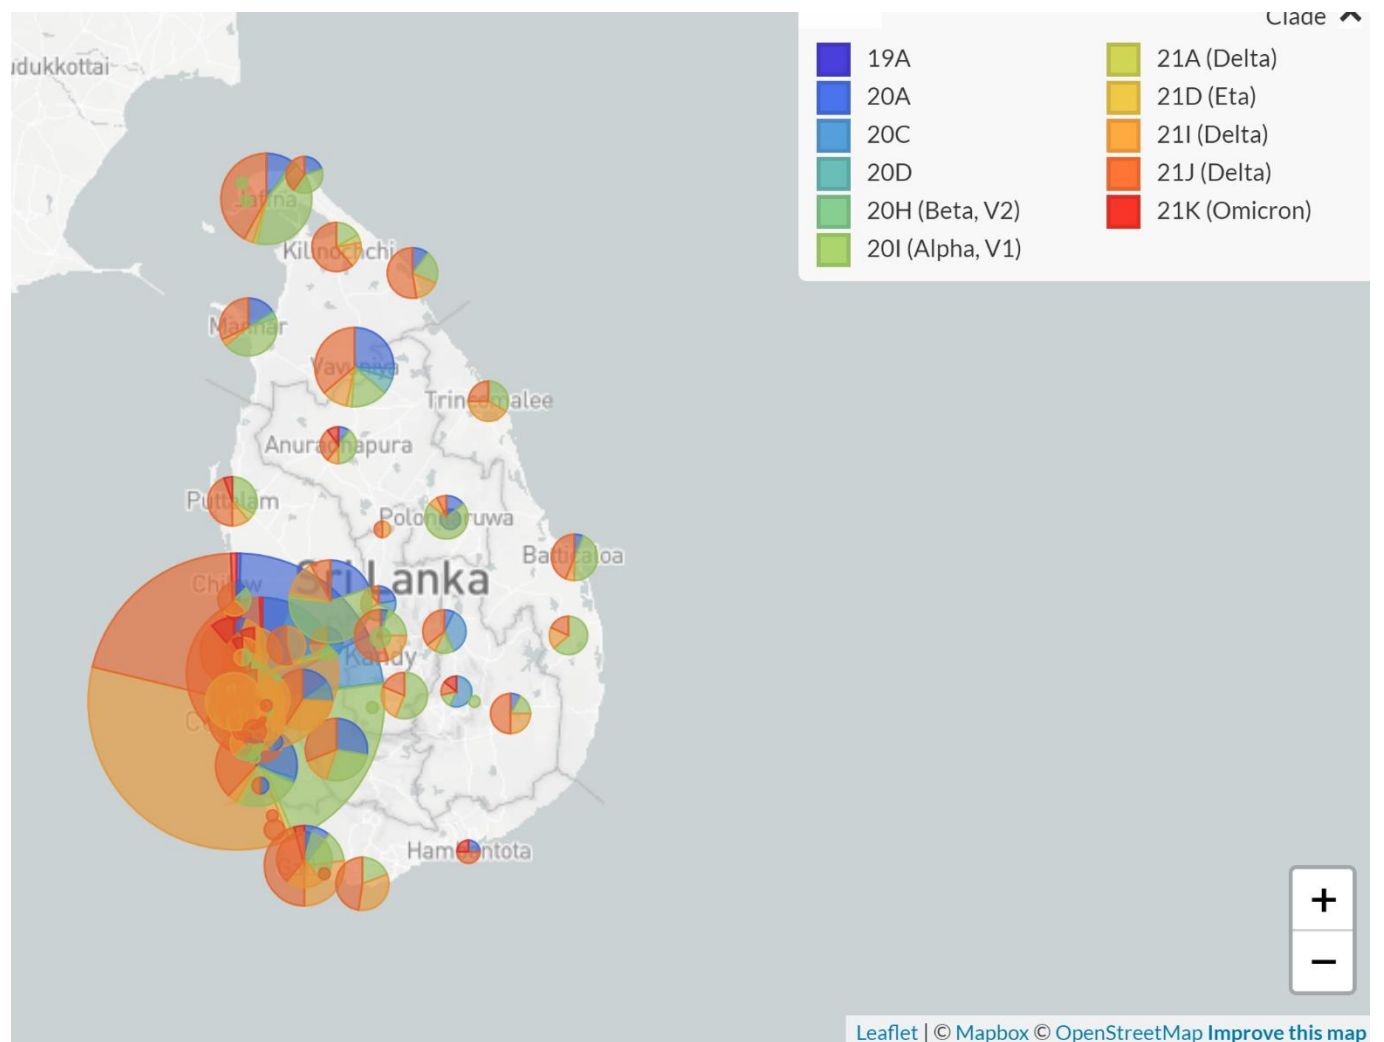 Clade
19A
20A
20C
20D
20H (Beta, V2)
20I (Alpha, V1)
21A (Delta)
21D (Eta)
21I (Delta)
21J (Delta)
21K (Omicron)
dukkottai
Jaffna
Kilinochchi
Mannar
Vavuniya
Trincomalee
Anuradhapura
Puttalam
Polonnaruwa
Batticaloa
Chilaw
Sri Lanka
Kandy
Hambantota
+
−
Leaflet | © Mapbox © OpenStreetMap Improve this map